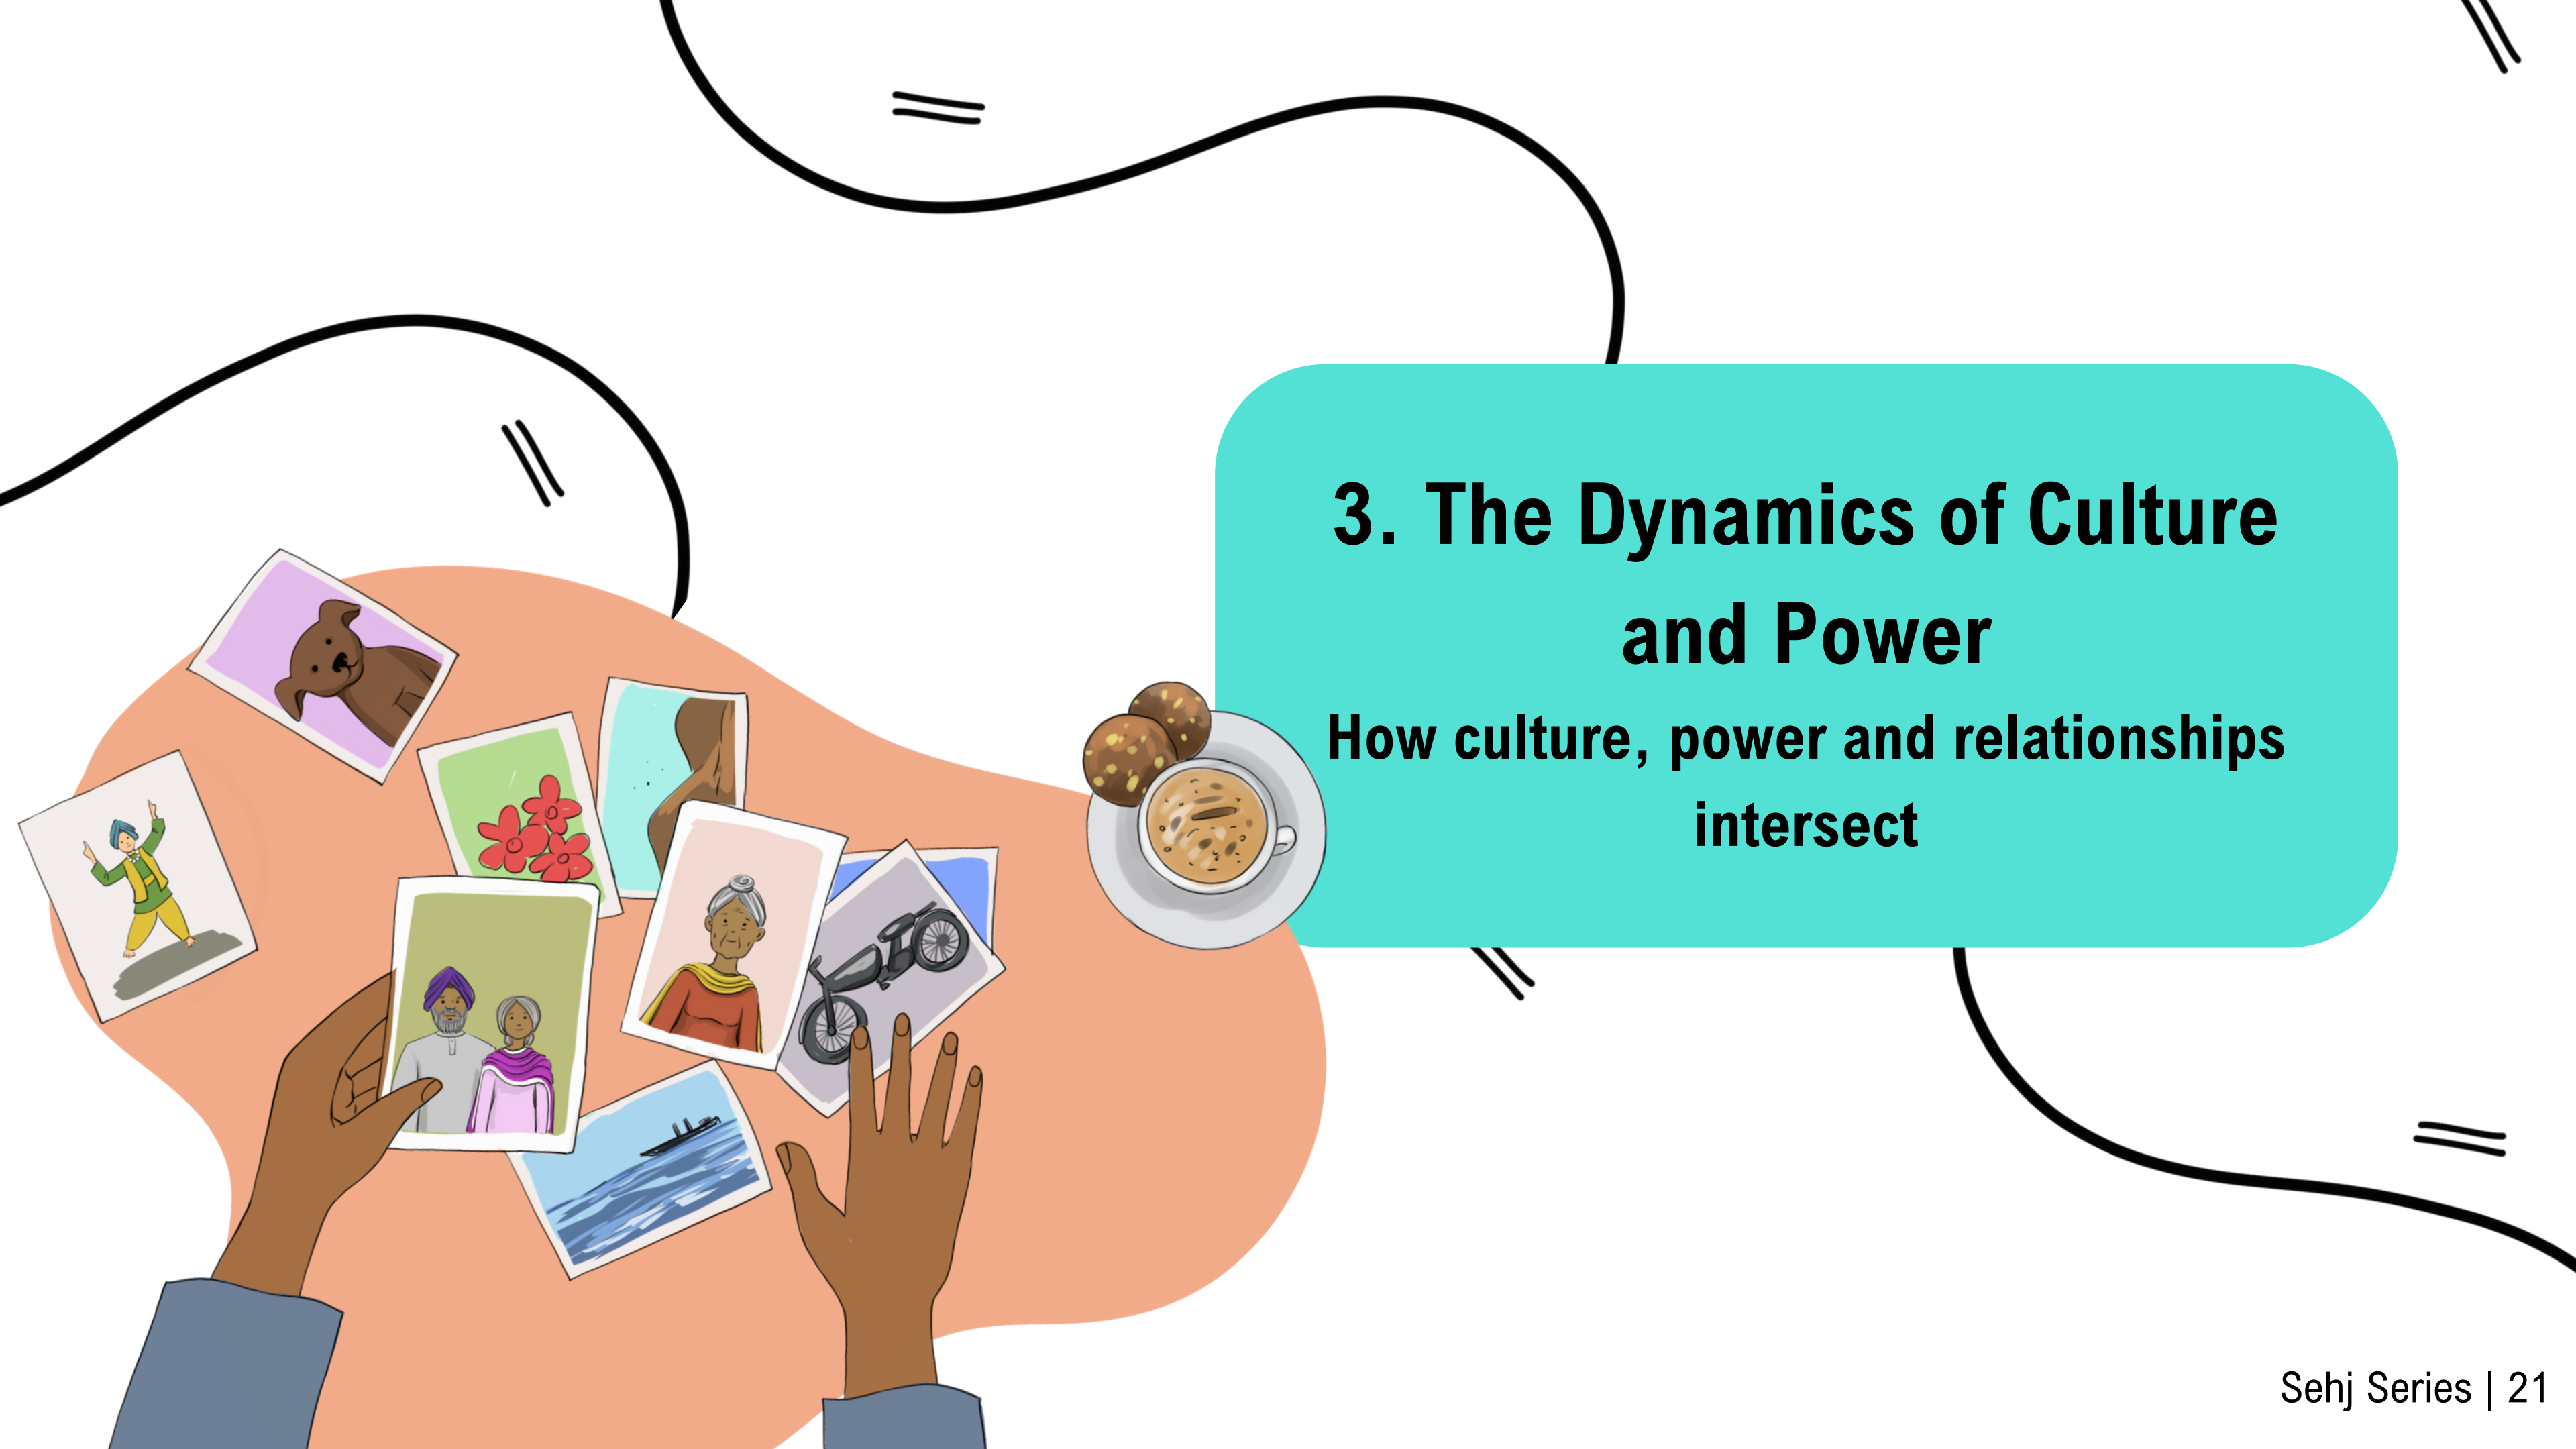 3. The Dynamics of Culture
and Power
How culture, power and relationships
intersect
Sehj Series | 21